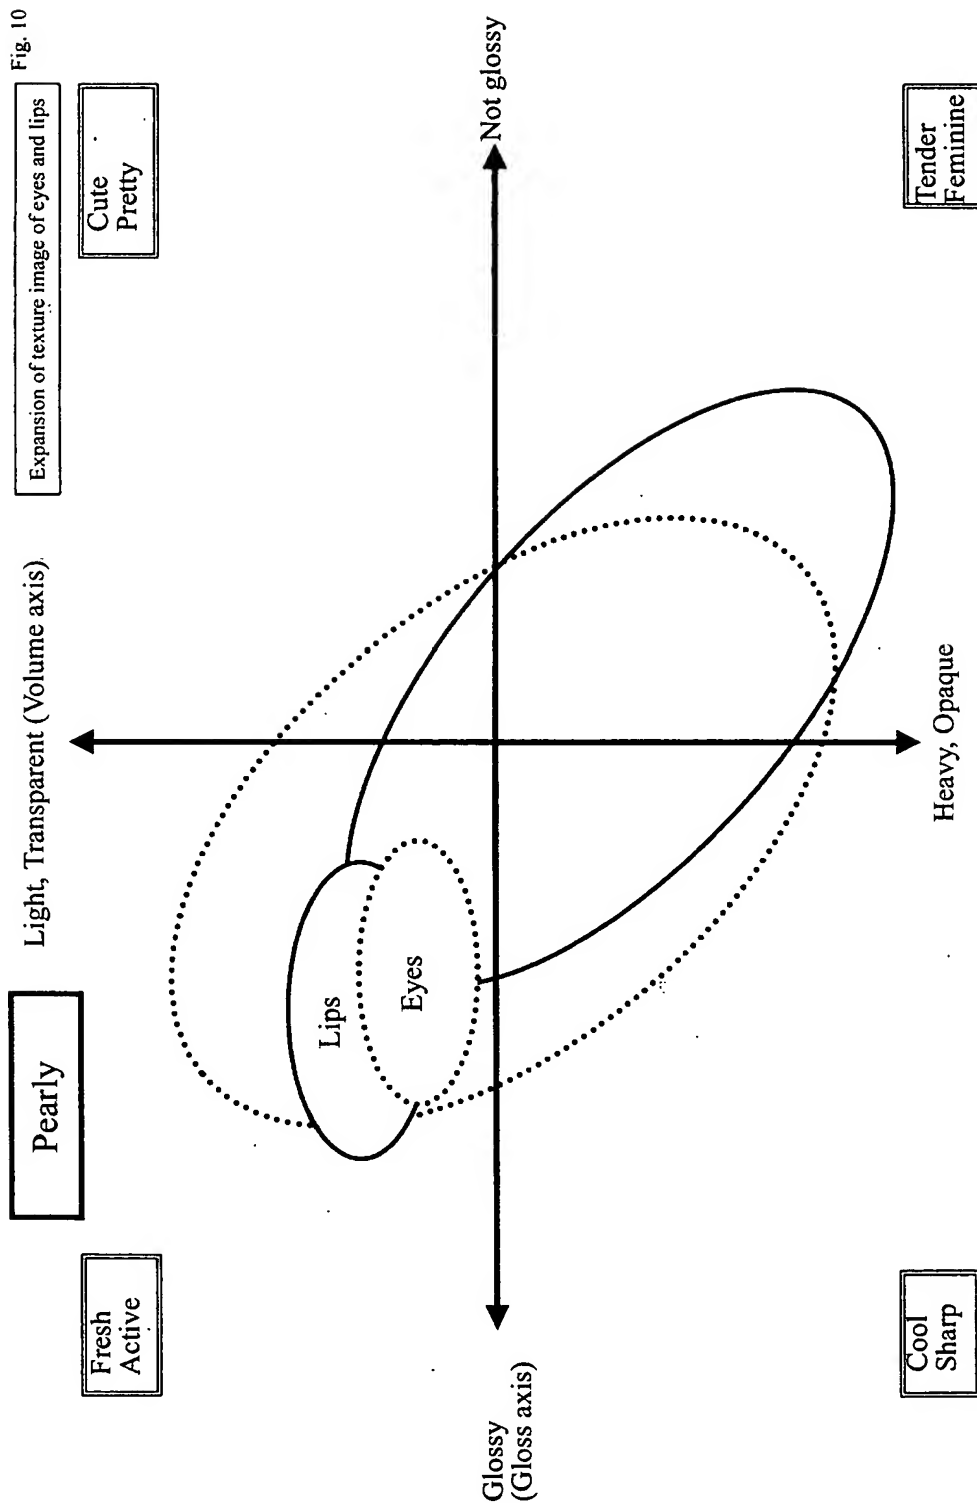 Fig. 10
Expansion of texture image of eyes and lips
Pearly
Light, Transparent (Volume axis)
Fresh
Active
Cute
Pretty
Lips
Eyes
Glossy
(Gloss axis)
Not glossy
Heavy, Opaque
Cool
Sharp
Tender
Feminine